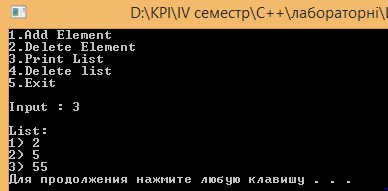 D:\KPI\IV семестр\C++\лабораторні\
1.Add Element
2.Delete Element
3.Print List
4.Delete list
5.Exit
Input : 3
List:
1) 2
2) 5
3) 55
Для продолжения нажмите любую клавишу . . .